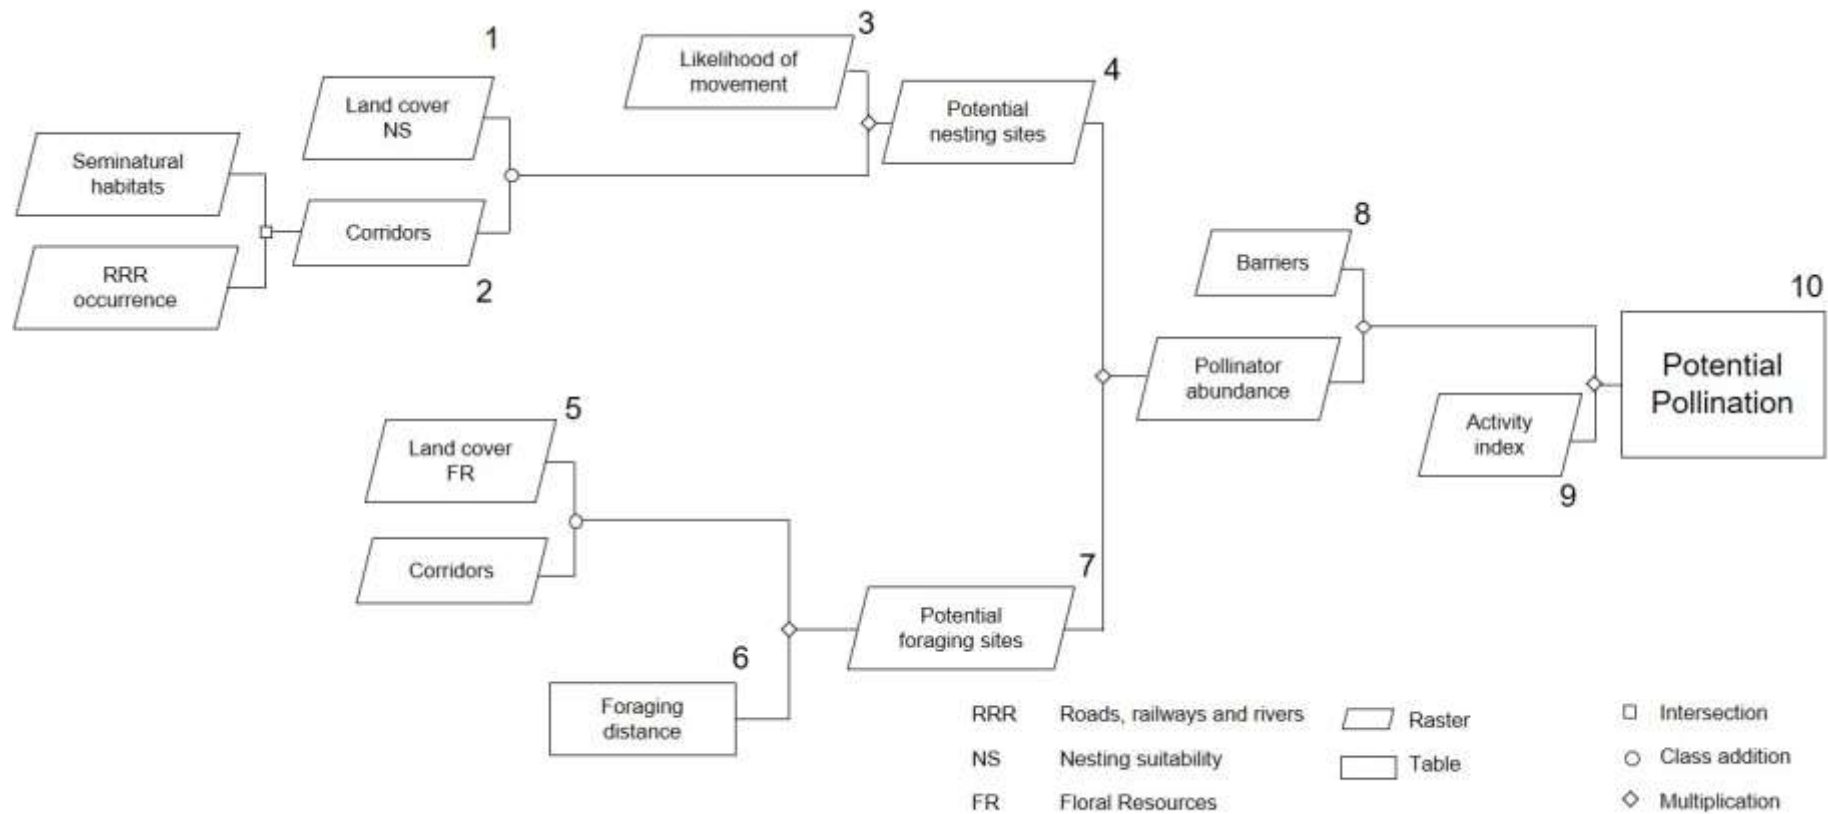 1
Land cover
NS
Seminatural
habitats
RRR
occurrence
Corridors
2
3
Likelihood of
movement
4
Potential
nesting sites
5
Land cover
FR
Corridors
6
Foraging
distance
7
Potential
foraging sites
8
Barriers
Pollinator
abundance
Activity
index
9
10
Potential
Pollination
RRR Roads, railways and rivers
NS Nesting suitability
FR Floral Resources
Raster
Table
Intersection
Class addition
Multiplication